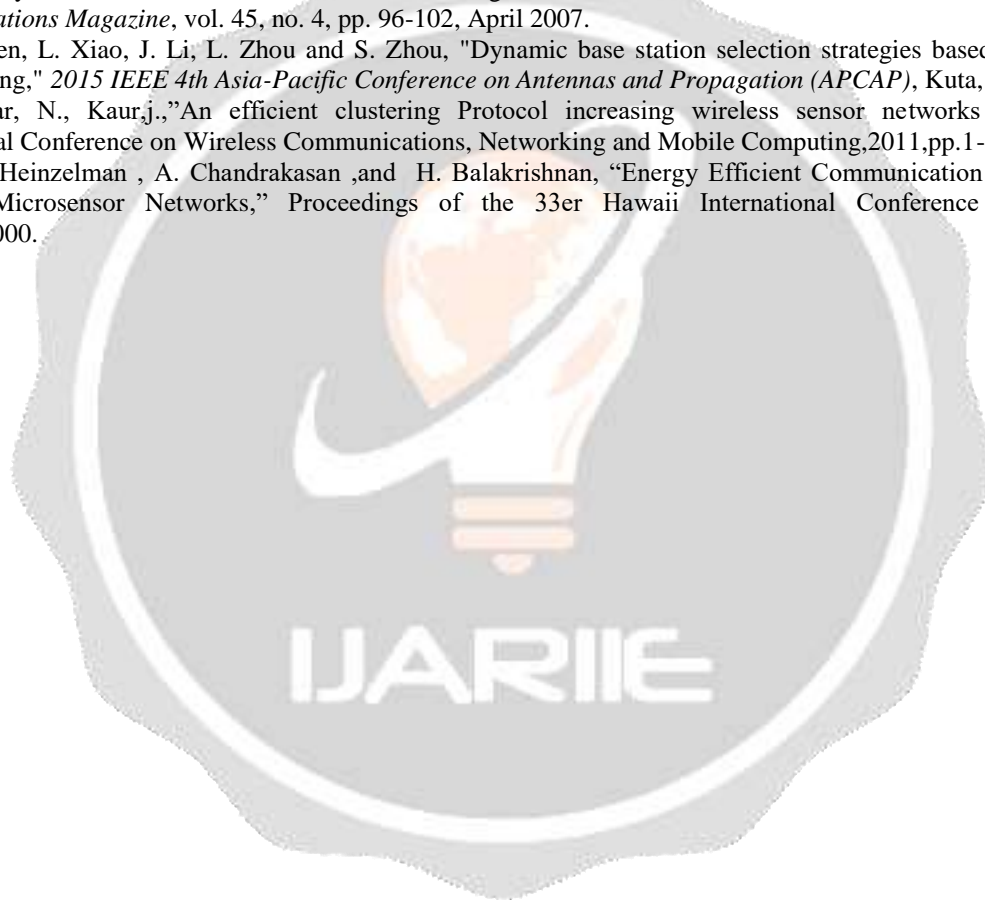 ations Magazine, vol. 45, no. 4, pp. 96-102, April 2007.
en, L. Xiao, J. Li, L. Zhou and S. Zhou, "Dynamic base station selection strategies based
ng," 2015 IEEE 4th Asia-Pacific Conference on Antennas and Propagation (APCAP), Kuta,
ar, N., Kaur,j.,”An efficient clustering Protocol increasing wireless sensor networks
al Conference on Wireless Communications, Networking and Mobile Computing,2011,pp.1-
Heinzelman , A. Chandrakasan ,and H. Balakrishnan, “Energy Efficient Communication
Microsensor Networks,” Proceedings of the 33er Hawaii International Conference
000.
IJARIIE